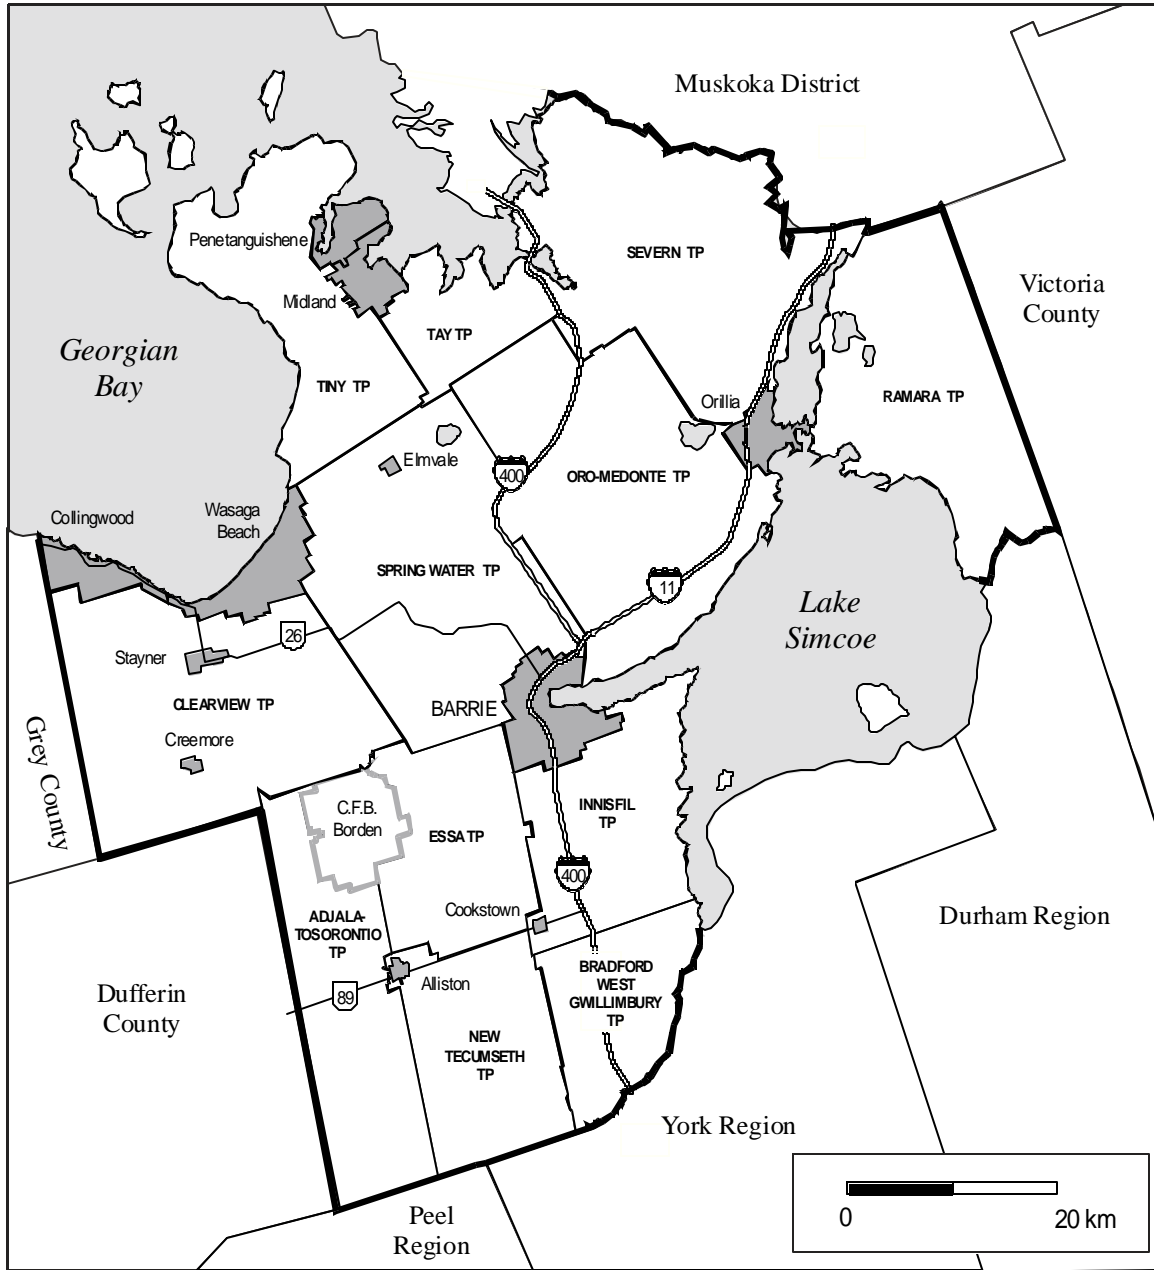 Muskoka District
Penetanguishene
SEVERN TP
Victoria
County
Midland
TAY TP
Georgian
Bay
TINY TP
RAMARA TP
Orillia
Elmvale
400
ORO-MEDONTE TP
Collingwood
Wasaga
Beach
SPRING WATER TP
11
Lake
Simcoe
26
Stayner
CLEARVIEW TP
BARRIE
Creemore
Grey County
C.F.B.
Borden
ESSA TP
INNISFIL
TP
400
Cookstown
ADJALA-
TOSORONTIO
TP
Durham Region
BRADFORD
WEST
GWILLIMBURY
TP
Alliston
89
Dufferin
County
NEW
TECUMSETH
TP
York Region
Peel
Region
0 20 km